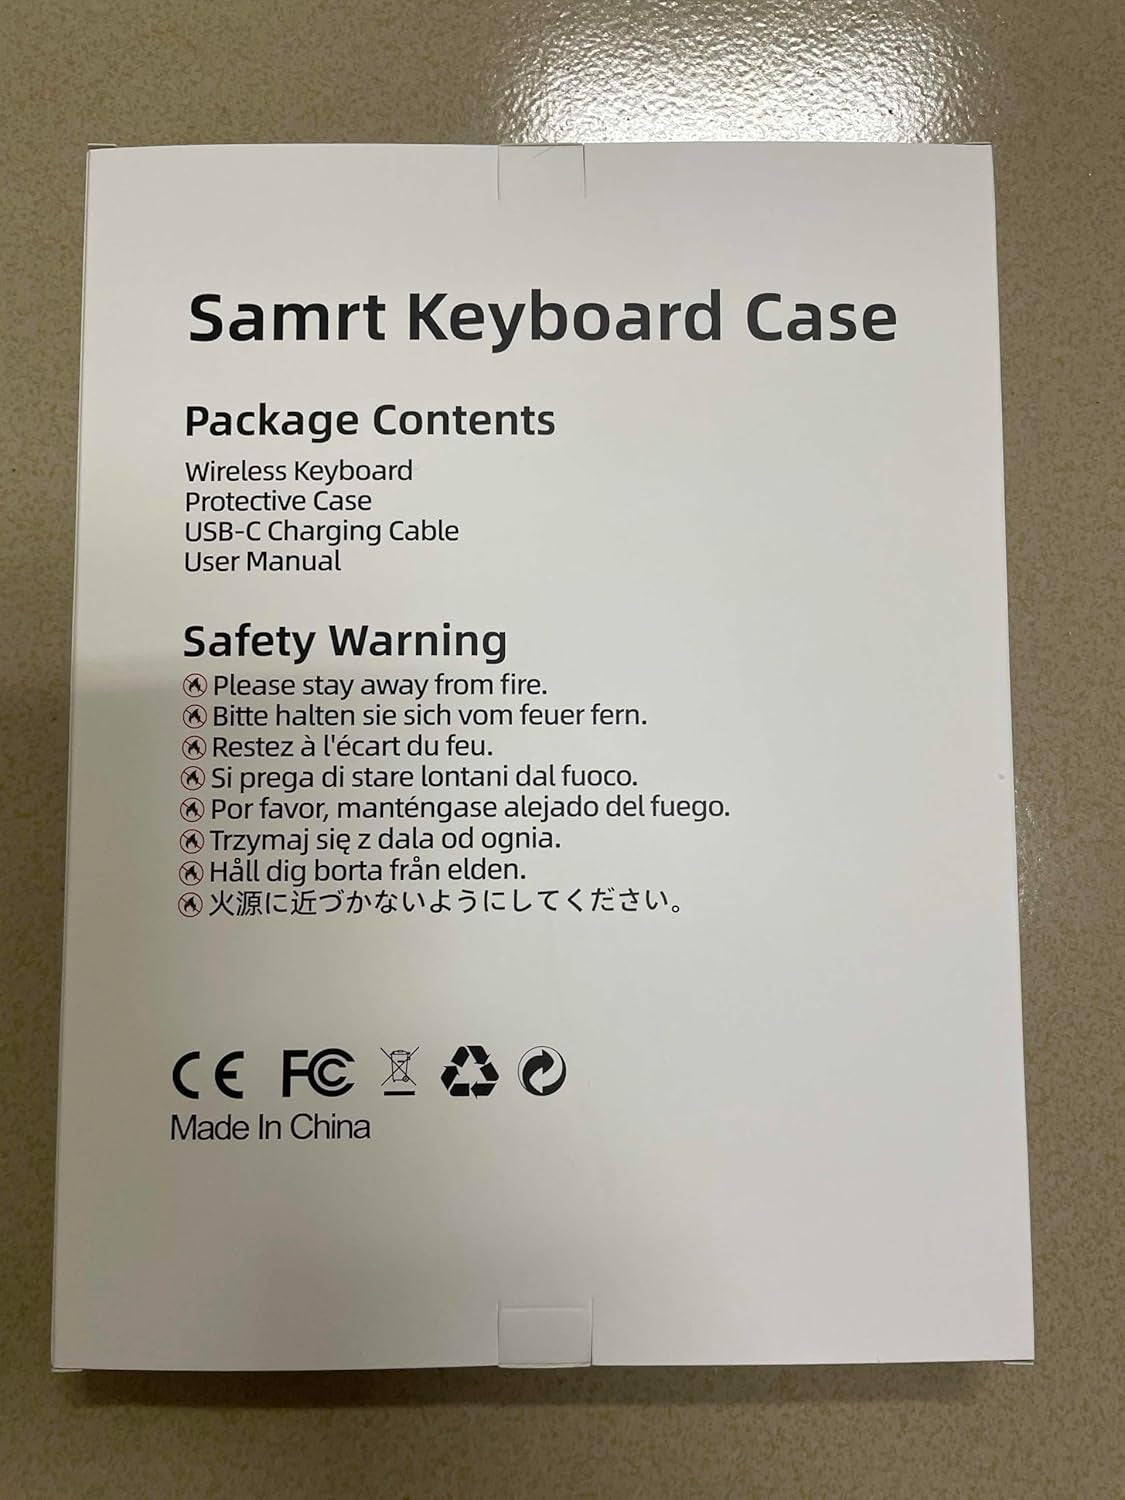 Samrt Keyboard Case
Package Contents
Wireless Keyboard
Protective Case
USB-C Charging Cable
User Manual
Safety Warning
Please stay away from fire.
Bitte halten sie sich vom feuer fern.
Restez à l'écart du feu.
Si prega di stare lontani dal fuoco.
Por favor, manténgase alejado del fuego.
Trzymaj się z dala od ognia.
Håll dig borta från elden.
火源に近づかないようにしてください。
CE FC
Made In China